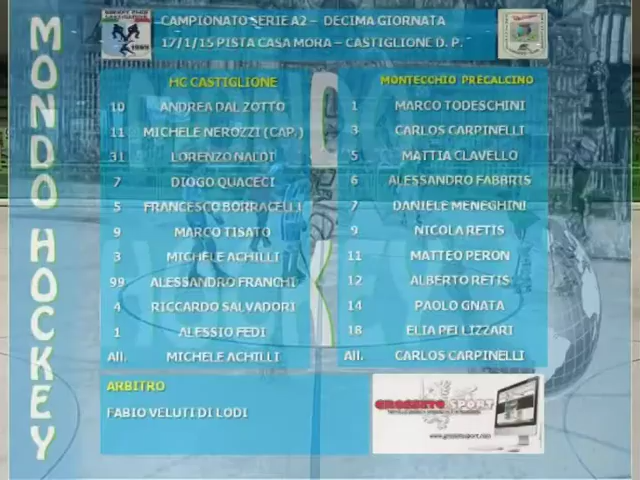 MONDO HOCKEY
CAMPIONATO SERIE A2 – DECIMA GIORNATA
17/1/15 PISTA CASA MORA – CASTIGLIONE D. P.
HC CASTIGLIONE
10 ANDREA DAL ZOTTO
11 MICHELE NEROZZI (CAP.)
31 LORENZO NALDI
7 DIOGO QUACECI
5 FRANCESCO BORRACELLI
9 MARCO TISATO
3 MICHELE ACHILLI
99 ALESSANDRO FRANCHI
4 RICCARDO SALVADORI
1 ALESSIO FEDI
All. MICHELE ACHILLI
MONTECCHIO PRECALCINO
1 MARCO TODESCHINI
3 CARLOS CARPINELLI
5 MATTIA CLAVELLO
6 ALESSANDRO FABBRIS
7 DANIELE MENEGHINI
9 NICOLA RETIS
11 MATTEO PERON
12 ALBERTO RETIS
14 PAOLO GNATA
18 ELIA PELLIZZARI
All. CARLOS CARPINELLI
ARBITRO
FABIO VELUTI DI LODI
GROSSETO SPORT
www.grossetosport.com